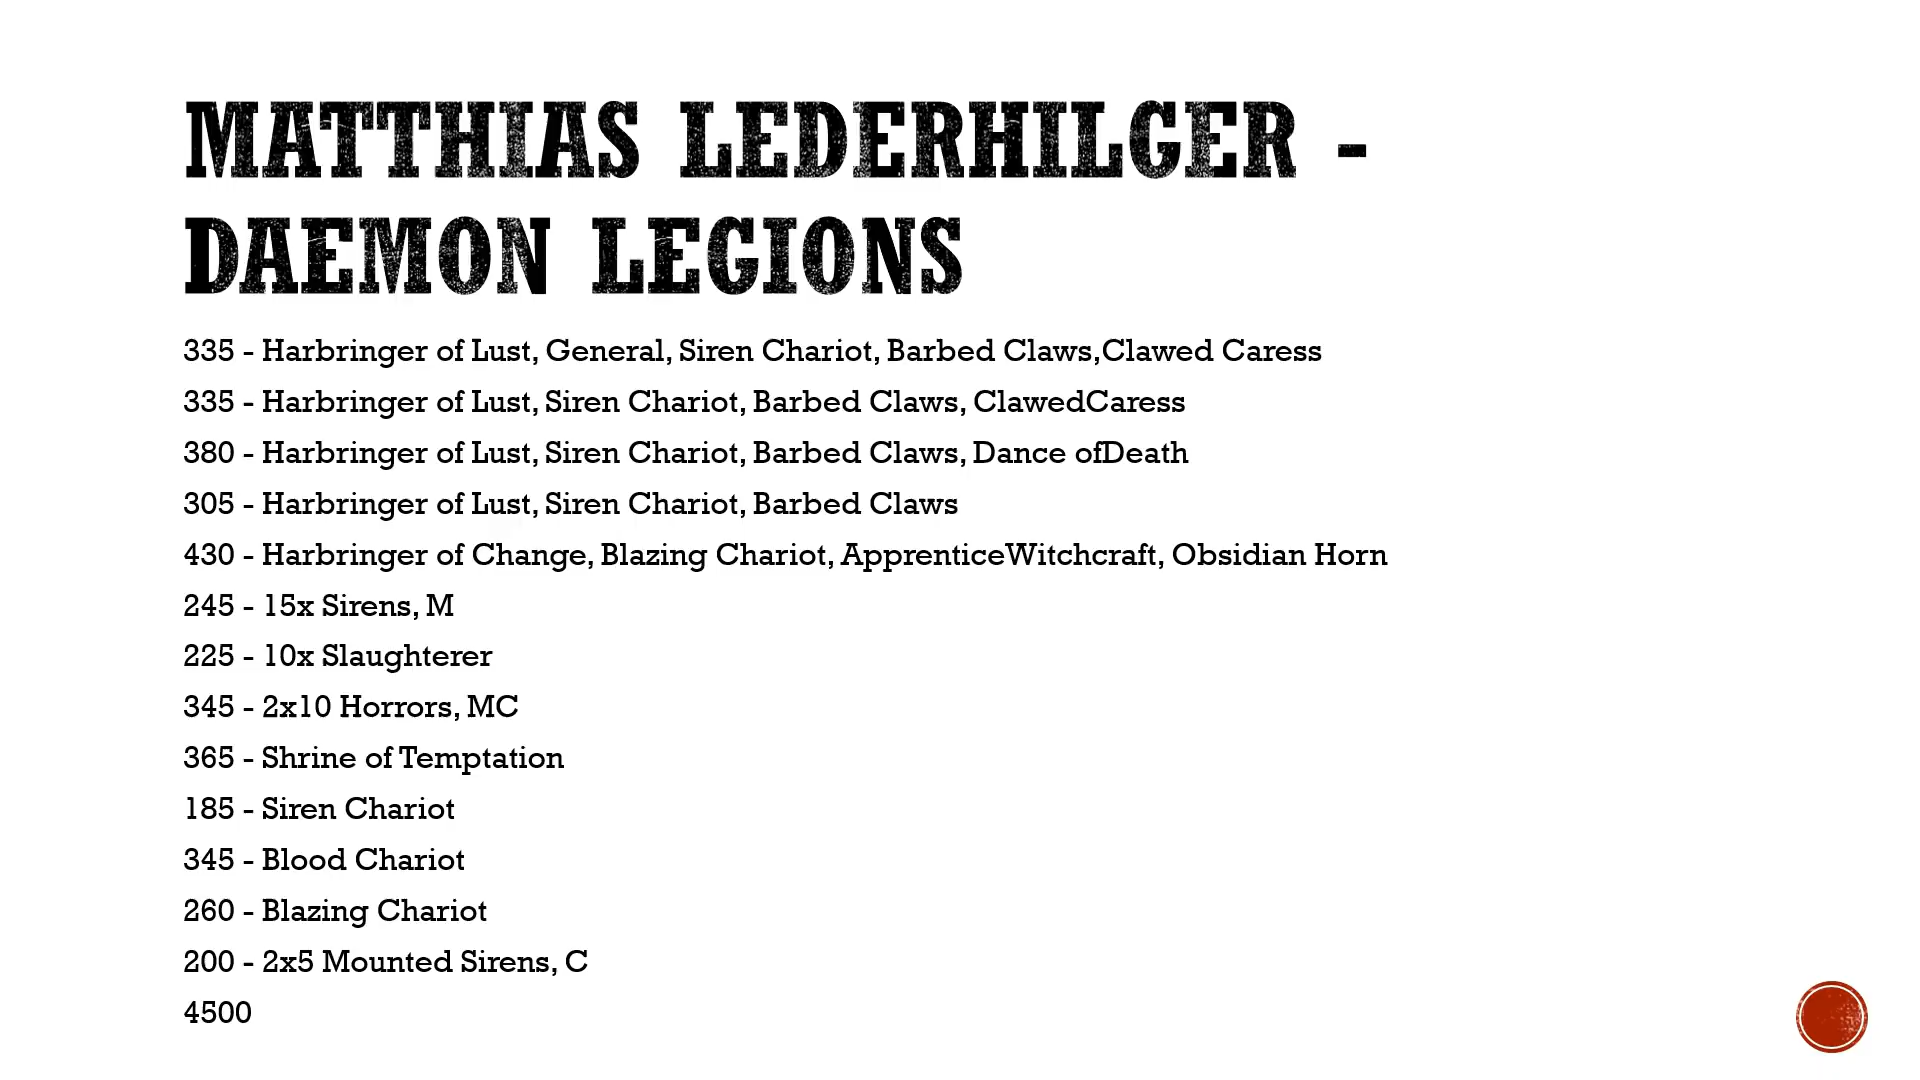 MATTHIAS LEDERHILGER -
DAEMON LEGIONS
335 - Harbringer of Lust, General, Siren Chariot, Barbed Claws,Clawed Caress
335 - Harbringer of Lust, Siren Chariot, Barbed Claws, ClawedCaress
380 - Harbringer of Lust, Siren Chariot, Barbed Claws, Dance ofDeath
305 - Harbringer of Lust, Siren Chariot, Barbed Claws
430 - Harbringer of Change, Blazing Chariot, ApprenticeWitchcraft, Obsidian Horn
245 - 15x Sirens, M
225 - 10x Slaughterer
345 - 2x10 Horrors, MC
365 - Shrine of Temptation
185 - Siren Chariot
345 - Blood Chariot
260 - Blazing Chariot
200 - 2x5 Mounted Sirens, C
4500